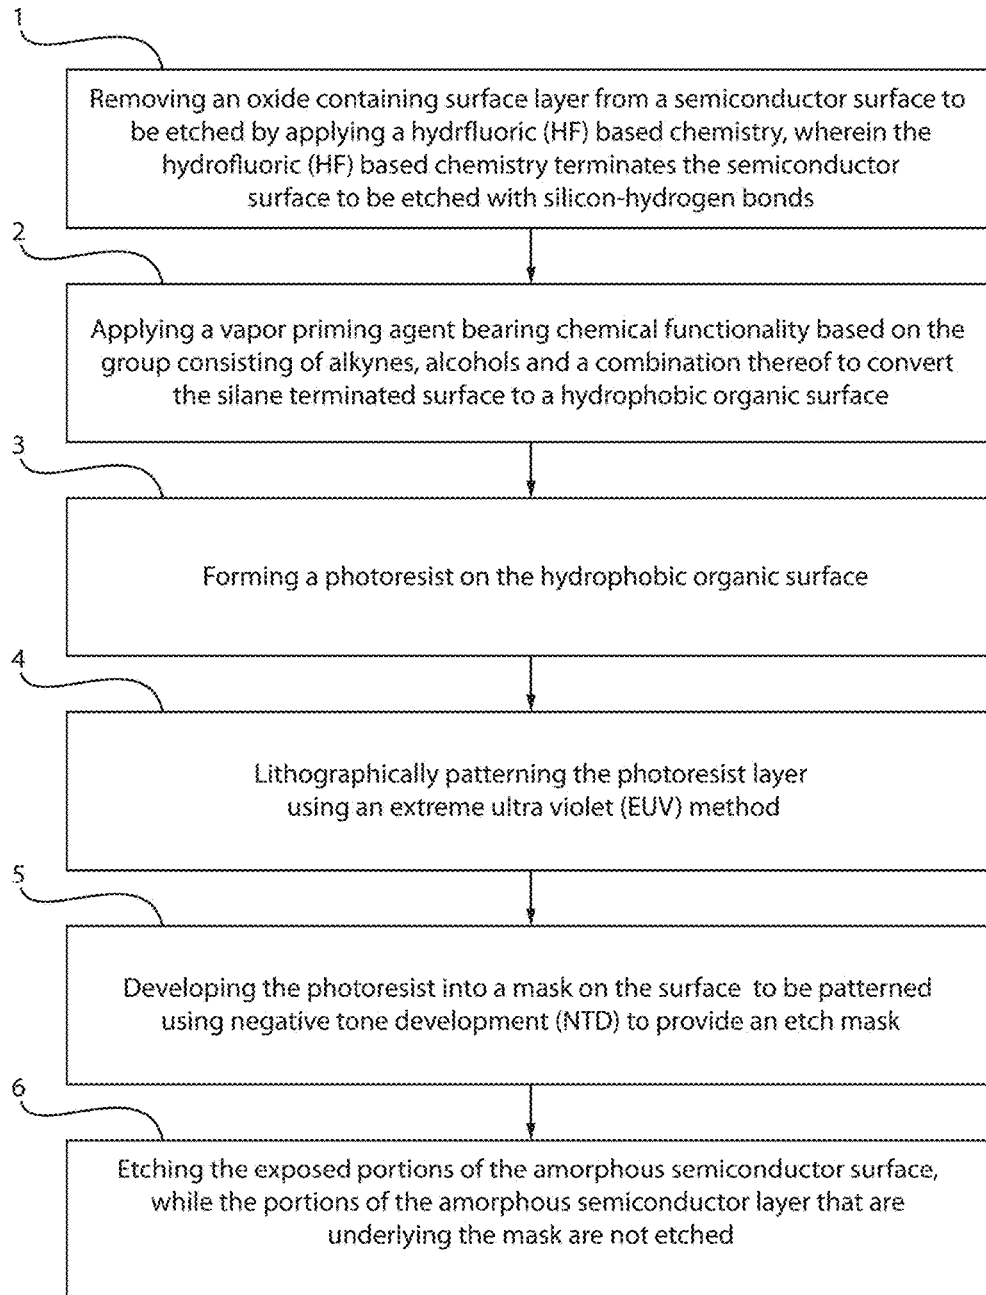 1
Removing an oxide containing surface layer from a semiconductor surface to
be etched by applying a hydrfluoric (HF) based chemistry, wherein the
hydrofluoric (HF) based chemistry terminates the semiconductor
surface to be etched with silicon-hydrogen bonds
2
Applying a vapor priming agent bearing chemical functionality based on the
group consisting of alkynes, alcohols and a combination thereof to convert
the silane terminated surface to a hydrophobic organic surface
3
Forming a photoresist on the hydrophobic organic surface
4
Lithographically patterning the photoresist layer
using an extreme ultra violet (EUV) method
5
Developing the photoresist into a mask on the surface to be patterned
using negative tone development (NTD) to provide an etch mask
6
Etching the exposed portions of the amorphous semiconductor surface,
while the portions of the amorphous semiconductor layer that are
underlying the mask are not etched